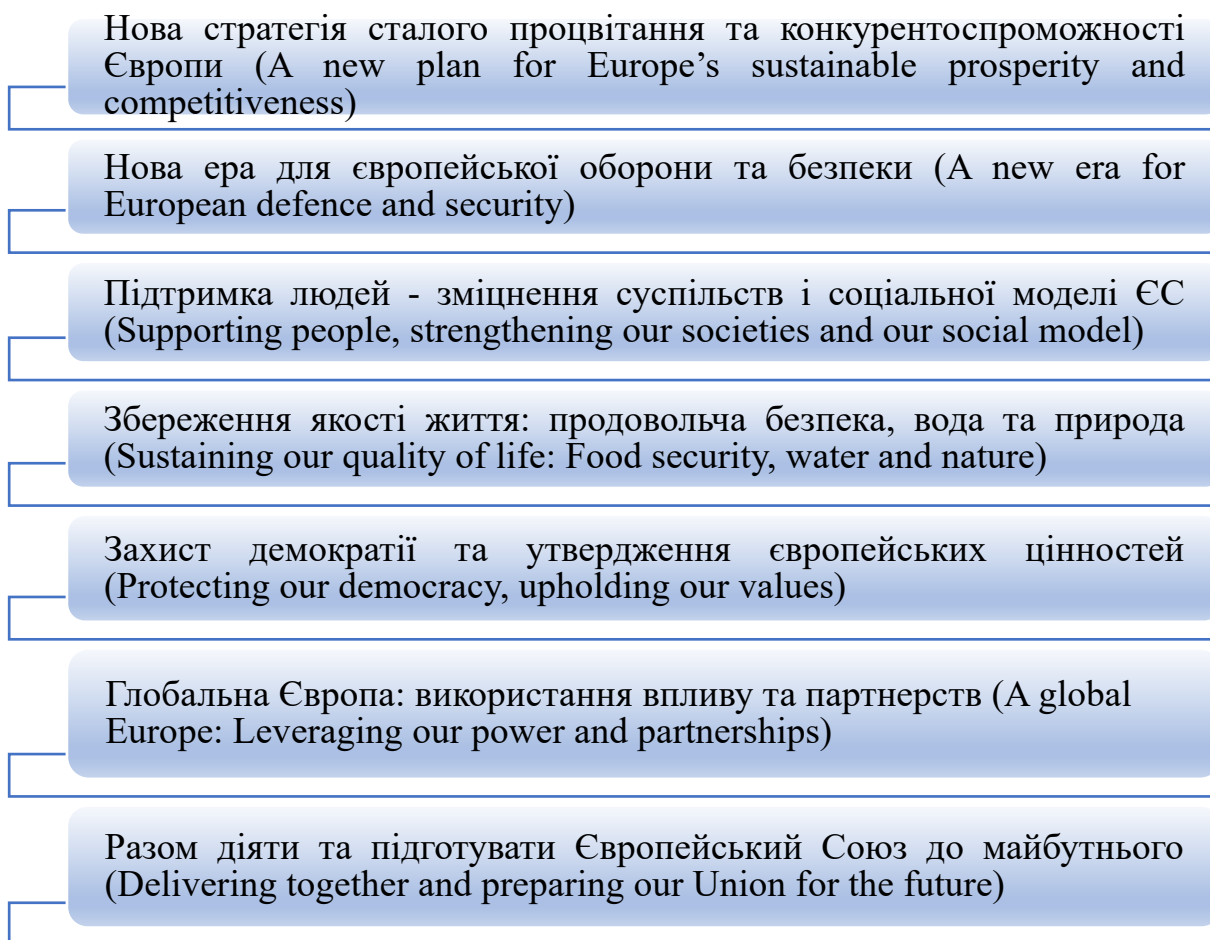 Нова стратегія сталого процвітання та конкурентоспроможності
Європи (A new plan for Europe’s sustainable prosperity and
competitiveness)
Нова ера для європейської оборони та безпеки (A new era for
European defence and security)
Підтримка людей - зміцнення суспільств і соціальної моделі ЄС
(Supporting people, strengthening our societies and our social model)
Збереження якості життя: продовольча безпека, вода та природа
(Sustaining our quality of life: Food security, water and nature)
Захист демократії та утвердження європейських цінностей
(Protecting our democracy, upholding our values)
Глобальна Європа: використання впливу та партнерств (A global
Europe: Leveraging our power and partnerships)
Разом діяти та підготувати Європейський Союз до майбутнього
(Delivering together and preparing our Union for the future)